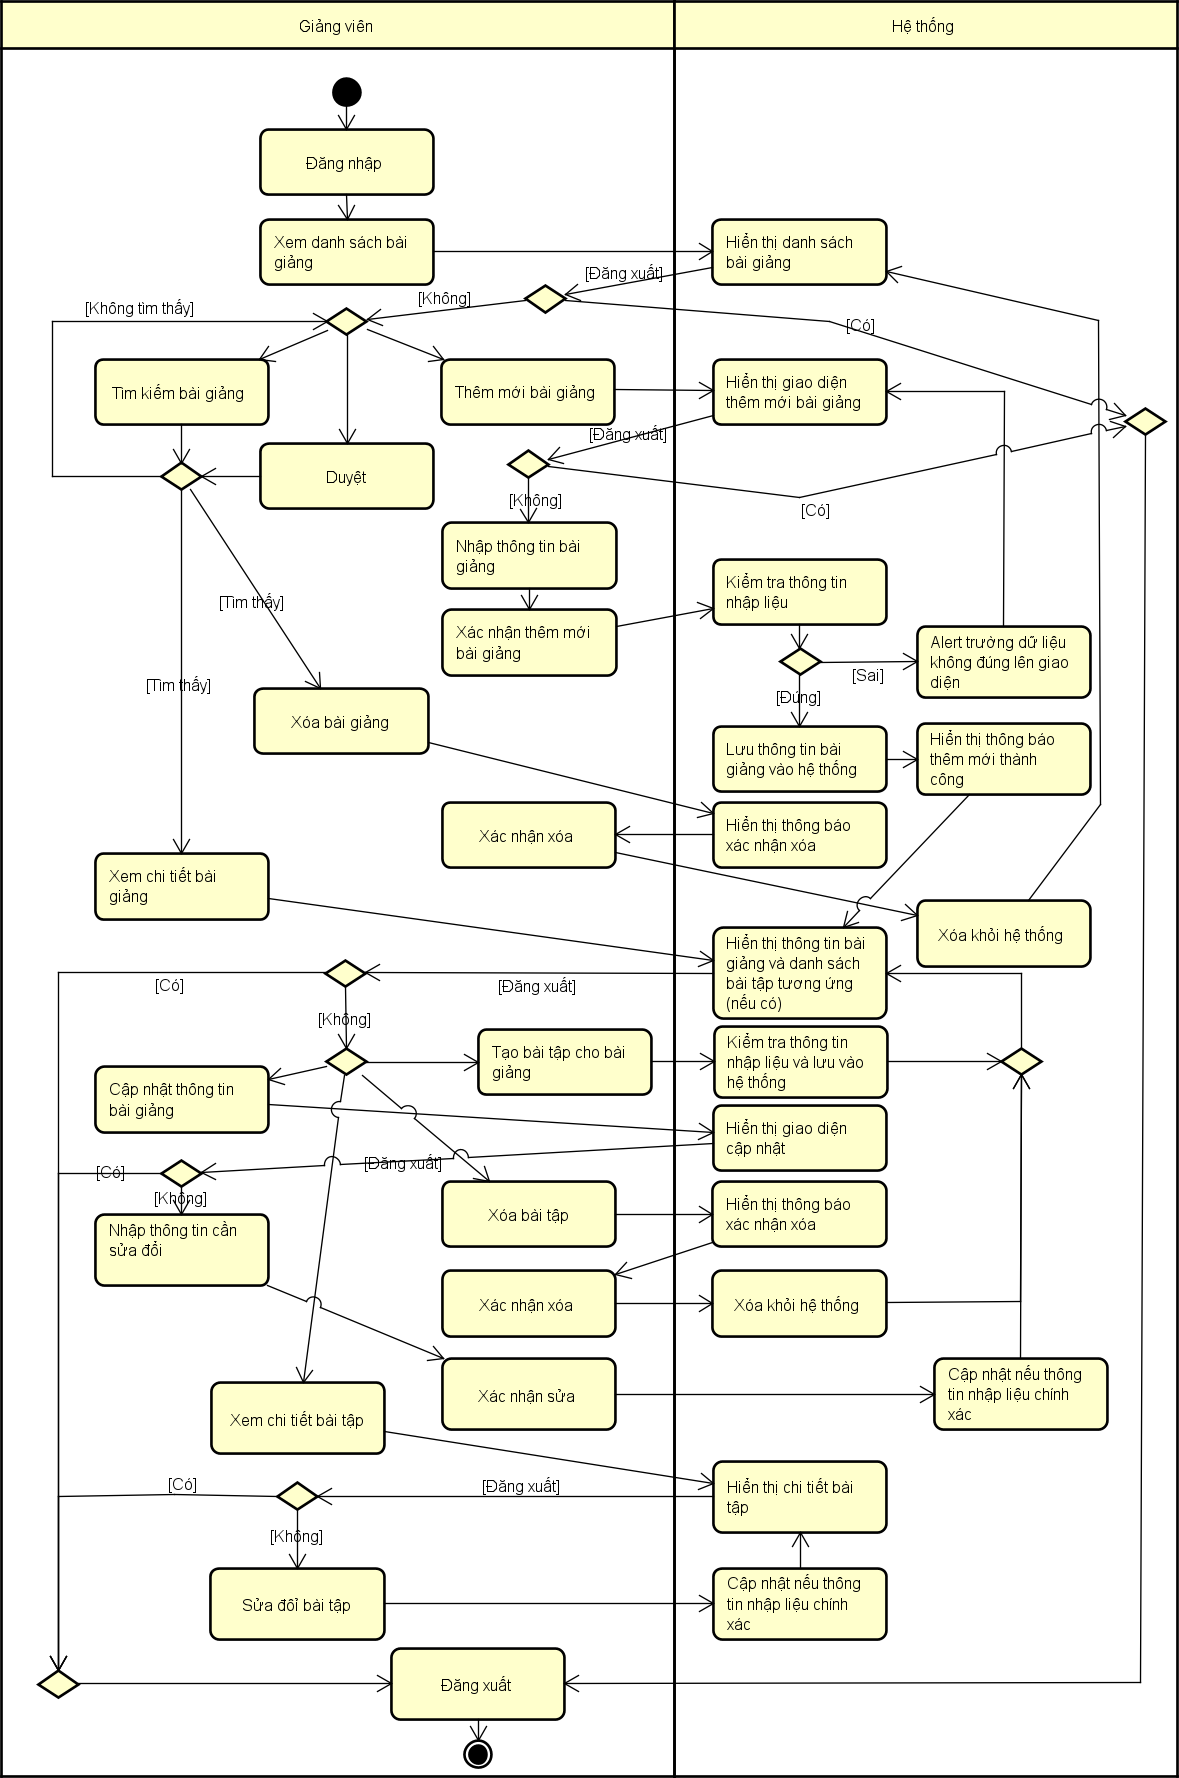 Giảng viên
Hệ thống
Đăng nhập
Xem danh sách bài
giảng
Hiển thị danh sách
bài giảng
[Đăng xuất]
[Không]
[Không tìm thấy]
[Có]
Tìm kiếm bài giảng
Thêm mới bài giảng
Hiển thị giao diện
thêm mới bài giảng
[Đăng xuất]
Duyệt
[Không]
[Có]
Nhập thông tin bài
giảng
Kiểm tra thông tin
nhập liệu
[Tìm thấy]
Xác nhận thêm mới
bài giảng
Alert trường dữ liệu
không đúng lên giao
diện
[Sai]
[Tìm thấy]
[Đúng]
Xóa bài giảng
Lưu thông tin bài
giảng vào hệ thống
Hiển thị thông báo
thêm mới thành
công
Xác nhận xóa
Hiển thị thông báo
xác nhận xóa
Xem chi tiết bài
giảng
Xóa khỏi hệ thống
Hiển thị thông tin bài
giảng và danh sách
bài tập tương ứng
(nếu có)
[Có]
[Đăng xuất]
[Không]
Tạo bài tập cho bài
giảng
Kiểm tra thông tin
nhập liệu và lưu vào
hệ thống
Cập nhật thông tin
bài giảng
Hiển thị giao diện
cập nhật
[Có]
[Đăng xuất]
[Không]
Nhập thông tin cần
sửa đổi
Xóa bài tập
Hiển thị thông báo
xác nhận xóa
Xác nhận xóa
Xóa khỏi hệ thống
Xác nhận sửa
Cập nhật nếu thông
tin nhập liệu chính
xác
Xem chi tiết bài tập
[Có]
[Đăng xuất]
Hiển thị chi tiết bài
tập
[Không]
Sửa đổi bài tập
Cập nhật nếu thông
tin nhập liệu chính
xác
Đăng xuất